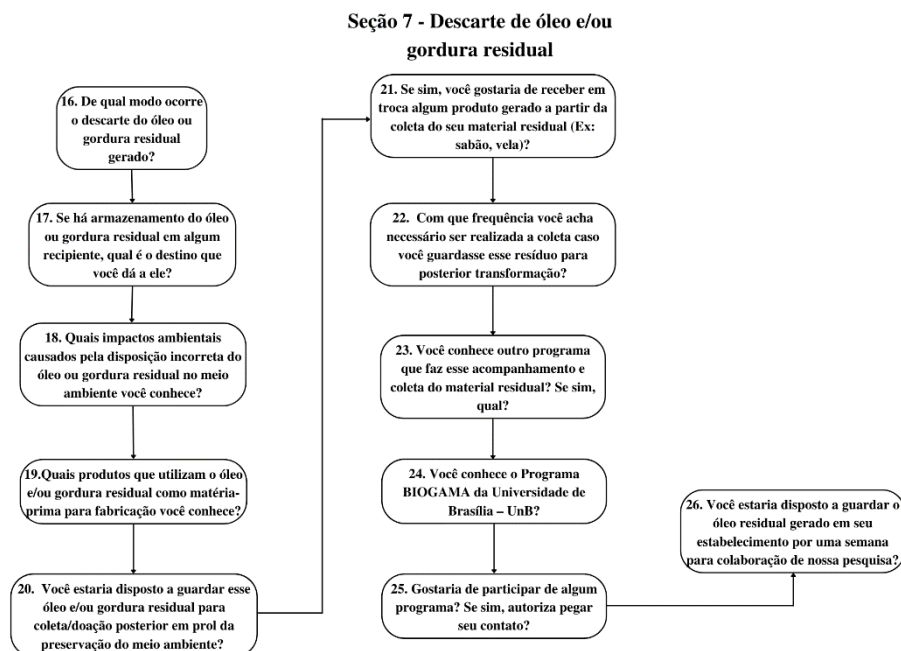 Seção 7 - Descarte de óleo e/ou
gordura residual
16. De qual modo ocorre
o descarte do óleo ou
gordura residual
gerado?
17. Se há armazenamento do óleo
ou gordura residual em algum
recipiente, qual é o destino que
você dá a ele?
18. Quais impactos ambientais
causados pela disposição incorreta do
óleo ou gordura residual no meio
ambiente você conhece?
19.Quais produtos que utilizam o óleo
e/ou gordura residual como matéria-
prima para fabricação você conhece?
20. Você estaria disposto a guardar esse
óleo e/ou gordura residual para
coleta/doação posterior em prol da
preservação do meio ambiente?
21. Se sim, você gostaria de receber em
troca algum produto gerado a partir da
coleta do seu material residual (Ex:
sabão, vela)?
22. Com que frequência você acha
necessário ser realizada a coleta caso
você guardasse esse resíduo para
posterior transformação?
23. Você conhece outro programa
que faz esse acompanhamento e
coleta do material residual? Se sim,
qual?
24. Você conhece o Programa
BIOGAMA da Universidade de
Brasília – UnB?
25. Gostaria de participar de algum
programa? Se sim, autoriza pegar
seu contato?
26. Você estaria disposto a guardar o
óleo residual gerado em seu
estabelecimento por uma semana
para colaboração de nossa pesquisa?